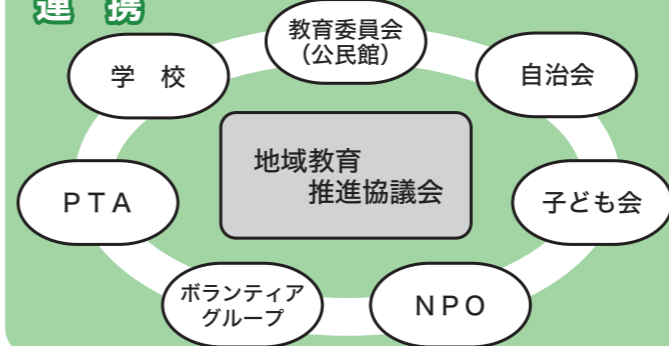 連　携
教育委員会
（公民館）
学　校
自治会
地域教育
推進協議会
ＰＴＡ
子ども会
ボランティア
グループ
ＮＰＯ